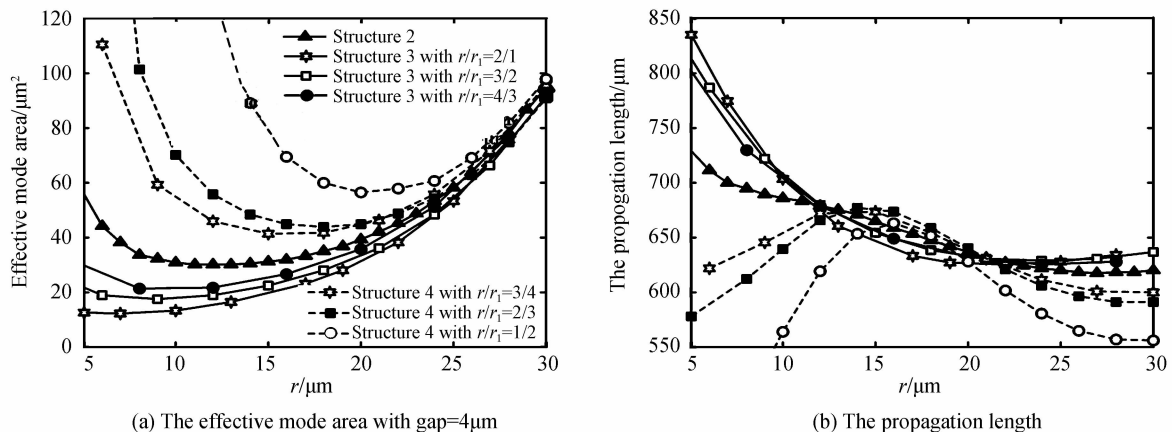 120
100
80
60
40
20
0
Effective mode area/μm²
Structure 2
Structure 3 with r/r₁=2/1
Structure 3 with r/r₁=3/2
Structure 3 with r/r₁=4/3
Structure 4 with r/r₁=3/4
Structure 4 with r/r₁=2/3
Structure 4 with r/r₁=1/2
5 10 15 20 25 30
r/μm
(a) The effective mode area with gap=4μm
850
800
750
700
650
600
550
The propogation length/μm
5 10 15 20 25 30
r/μm
(b) The propagation length